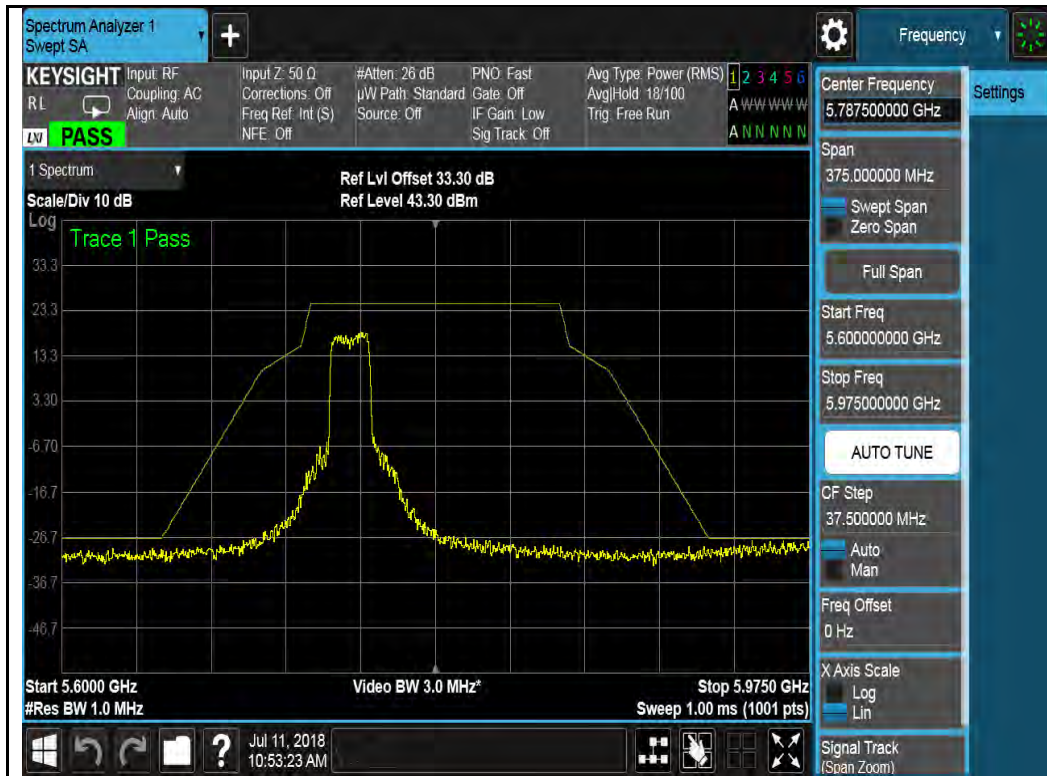 Spectrum Analyzer 1
Swept SA
+
Frequency
KEYSIGHT
R L
LXI
PASS
Input: RF
Coupling: AC
Align: Auto
Input Z: 50 Ω
Corrections: Off
Freq Ref: Int (S)
NFE: Off
#Atten: 26 dB
µW Path: Standard
Source: Off
PNO: Fast
Gate: Off
IF Gain: Low
Sig Track: Off
Avg Type: Power (RMS)
Avg|Hold: 18/100
Trig: Free Run
1 2 3 4 5 6
A W W W W W
A N N N N N
1 Spectrum
Scale/Div 10 dB
Ref Lvl Offset 33.30 dB
Ref Level 43.30 dBm
Log
Trace 1 Pass
33.3
23.3
13.3
3.30
-6.70
-16.7
-26.7
-36.7
-46.7
Start 5.6000 GHz
#Res BW 1.0 MHz
Video BW 3.0 MHz*
Stop 5.9750 GHz
Sweep 1.00 ms (1001 pts)
Center Frequency
5.787500000 GHz
Settings
Span
375.000000 MHz
Swept Span
Zero Span
Full Span
Start Freq
5.600000000 GHz
Stop Freq
5.975000000 GHz
AUTO TUNE
CF Step
37.500000 MHz
Auto
Man
Freq Offset
0 Hz
X Axis Scale
Log
Lin
Signal Track
(Span Zoom)
?
Jul 11, 2018
10:53:23 AM